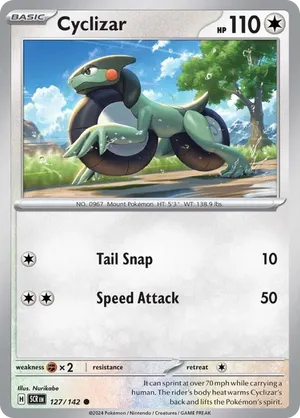 BASIC
Cyclizar
HP 110
NO. 0967 Mount Pokémon HT: 5'3" WT: 138.9 lbs.
Tail Snap 10
Speed Attack 50
weakness ×2 resistance retreat
Illus. Nurikabe
H SCR EN 127/142
It can sprint at over 70 mph while carrying a
human. The rider's body heat warms Cyclizar's
back and lifts the Pokémon's spirit.
©2024 Pokémon / Nintendo / Creatures / GAME FREAK